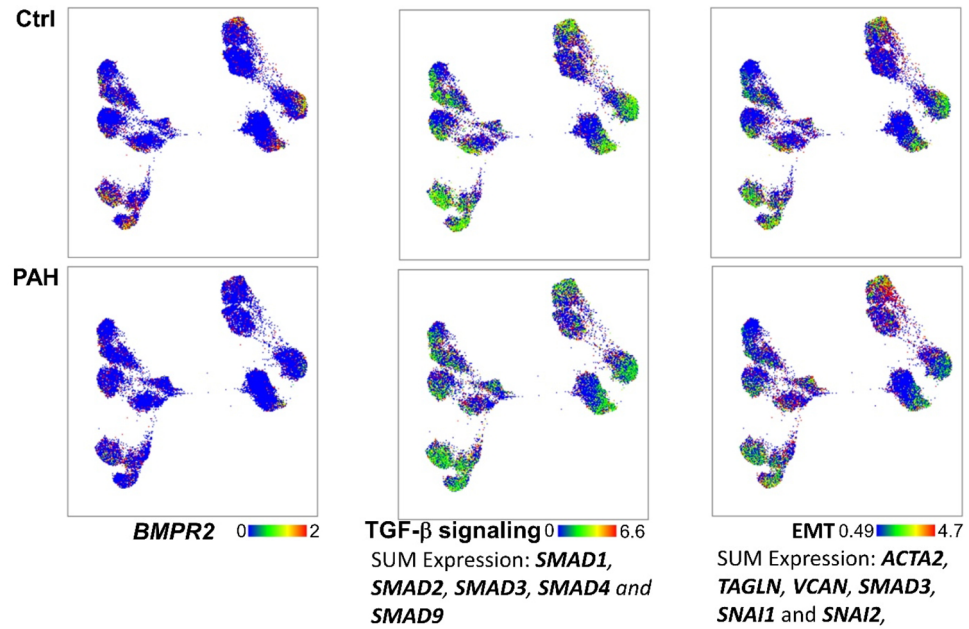 Ctrl
PAH
BMPR2 0 2
TGF-β signaling 0 6.6
SUM Expression: SMAD1,
SMAD2, SMAD3, SMAD4 and
SMAD9
EMT 0.49 4.7
SUM Expression: ACTA2,
TAGLN, VCAN, SMAD3,
SNAI1 and SNAI2,